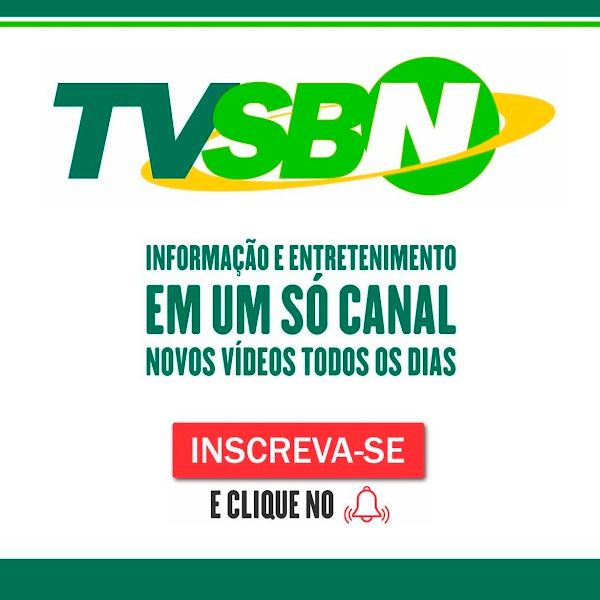 TVSBN
INFORMAÇÃO E ENTRETENIMENTO
EM UM SÓ CANAL
NOVOS VÍDEOS TODOS OS DIAS
INSCREVA-SE
E CLIQUE NO